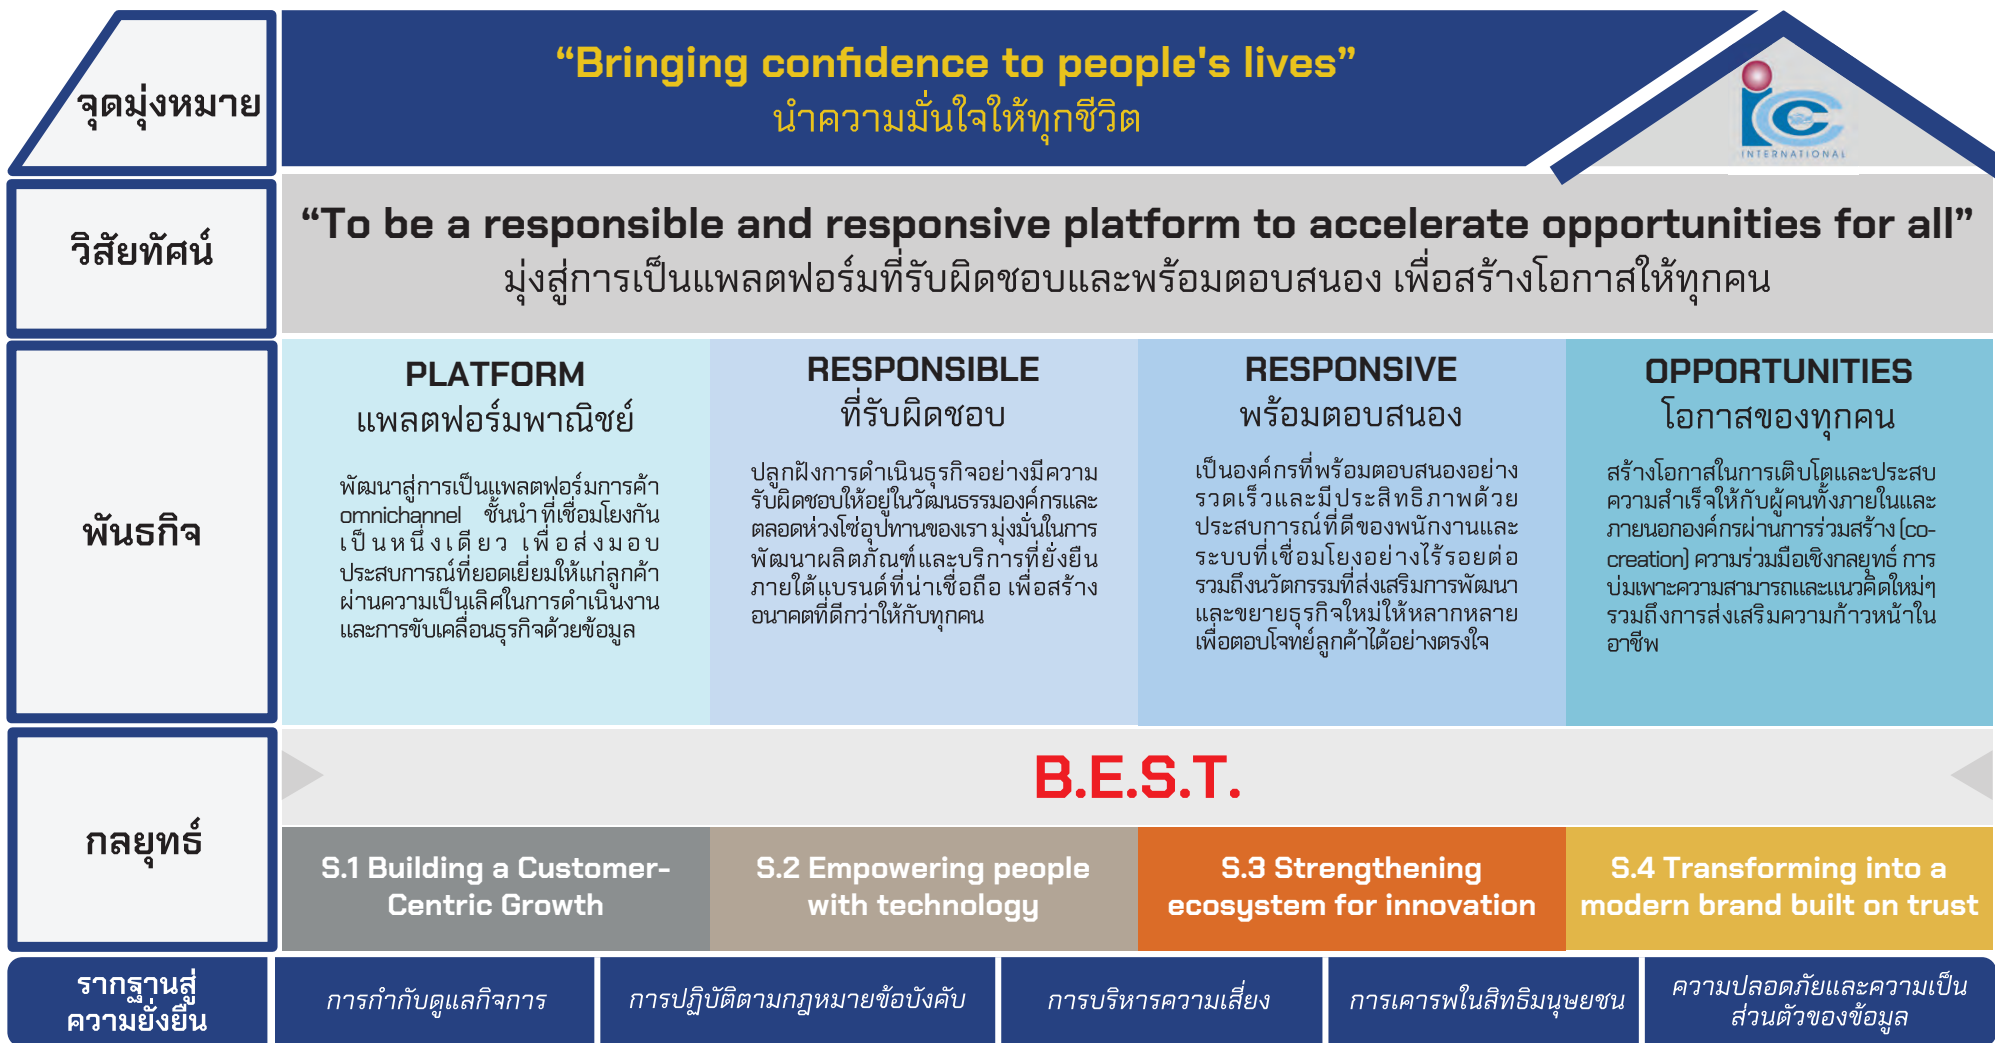 จุดมุ่งหมาย
“Bringing confidence to people's lives”
นำความมั่นใจให้ทุกชีวิต
icc
INTERNATIONAL
วิสัยทัศน์
“To be a responsible and responsive platform to accelerate opportunities for all”
มุ่งสู่การเป็นแพลตฟอร์มที่รับผิดชอบและพร้อมตอบสนอง เพื่อสร้างโอกาสให้ทุกคน
พันธกิจ
PLATFORM
แพลตฟอร์มพาณิชย์
พัฒนาสู่การเป็นแพลตฟอร์มการค้า
omnichannel ชั้นนำ ที่เชื่อมโยงกัน
เป็นหนึ่งเดียว เพื่อส่งมอบ
ประสบการณ์ที่ยอดเยี่ยมให้แก่ลูกค้า
ผ่านความเป็นเลิศในการดำเนินงาน
และการขับเคลื่อนธุรกิจด้วยข้อมูล
RESPONSIBLE
ที่รับผิดชอบ
ปลูกฝังการดำเนินธุรกิจอย่างมีความ
รับผิดชอบให้อยู่ในวัฒนธรรมองค์กรและ
ตลอดห่วงโซ่อุปทานของเรา มุ่งมั่นในการ
พัฒนาผลิตภัณฑ์และบริการที่ยั่งยืน
ภายใต้แบรนด์ที่น่าเชื่อถือ เพื่อสร้าง
อนาคตที่ดีกว่าให้กับทุกคน
RESPONSIVE
พร้อมตอบสนอง
เป็นองค์กรที่พร้อมตอบสนองอย่าง
รวดเร็วและมีประสิทธิภาพด้วย
ประสบการณ์ที่ดีของพนักงานและ
ระบบที่เชื่อมโยงอย่างไร้รอยต่อ
รวมถึงนวัตกรรมที่ส่งเสริมการพัฒนา
และขยายธุรกิจใหม่ให้หลากหลาย
เพื่อตอบโจทย์ลูกค้าได้อย่างตรงใจ
OPPORTUNITIES
โอกาสของทุกคน
สร้างโอกาสในการเติบโตและประสบ
ความสำเร็จให้กับผู้คนทั้งภายในและ
ภายนอกองค์กรผ่านการร่วมสร้าง (co-
creation) ความร่วมมือเชิงกลยุทธ์ การ
บ่มเพาะความสามารถและแนวคิดใหม่ๆ
รวมถึงการส่งเสริมความก้าวหน้าใน
อาชีพ
กลยุทธ์
B.E.S.T.
S.1 Building a Customer-
Centric Growth
S.2 Empowering people
with technology
S.3 Strengthening
ecosystem for innovation
S.4 Transforming into a
modern brand built on trust
รากฐานสู่
ความยั่งยืน
การกำกับดูแลกิจการ
การปฏิบัติตามกฎหมายข้อบังคับ
การบริหารความเสี่ยง
การเคารพในสิทธิมนุษยชน
ความปลอดภัยและความเป็น
ส่วนตัวของข้อมูล